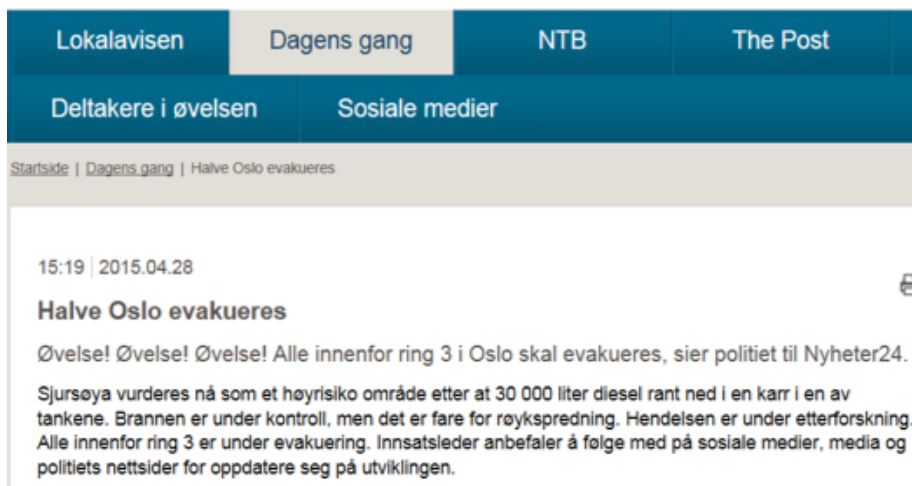 Lokalavisen Dagens gang NTB The Post
Deltakere i øvelsen Sosiale medier
Startside | Dagens gang | Halve Oslo evakueres
15:19 | 2015.04.28
Halve Oslo evakueres
Øvelse! Øvelse! Øvelse! Alle innenfor ring 3 i Oslo skal evakueres, sier politiet til Nyheter24.
Sjursøya vurderes nå som et høyrisiko område etter at 30 000 liter diesel rant ned i en karr i en av
tankene. Brannen er under kontroll, men det er fare for røykspredning. Hendelsen er under etterforskning.
Alle innenfor ring 3 er under evakuering. Innsatsleder anbefaler å følge med på sosiale medier, media og
politiets nettsider for oppdatere seg på utviklingen.